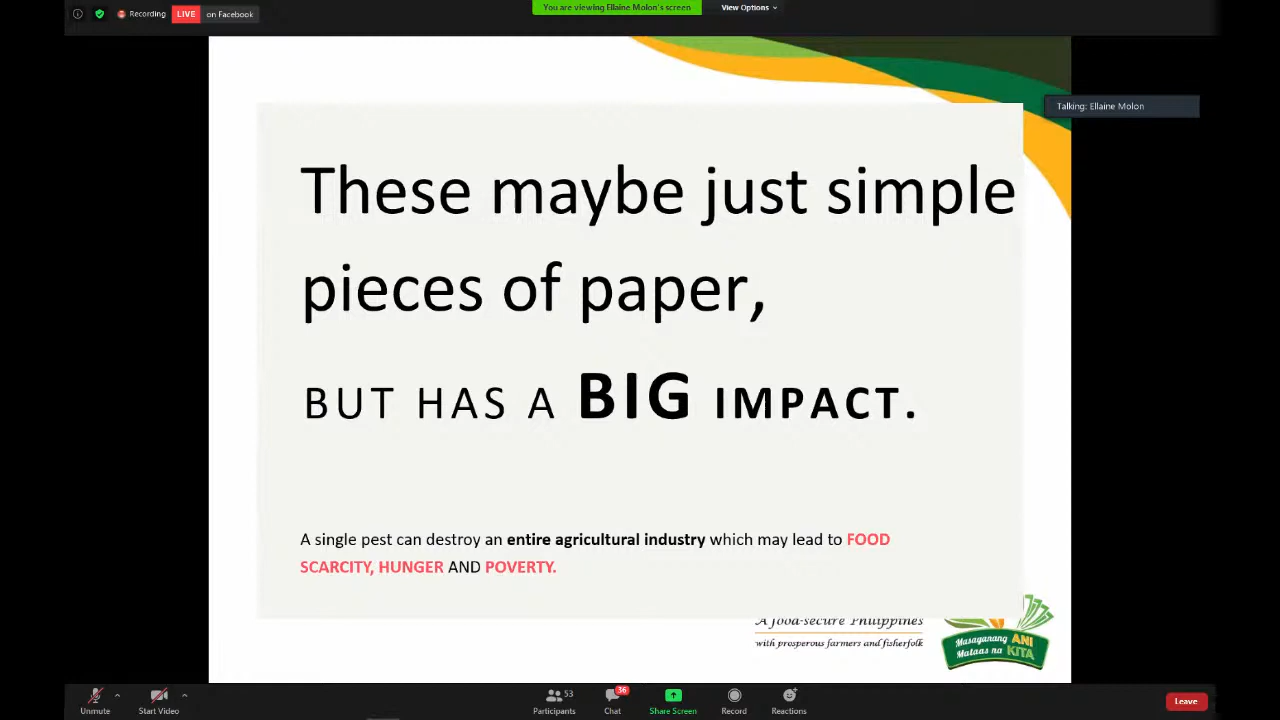 Recording
LIVE
on Facebook
You are viewing Ellaine Molon's screen
View Options
Talking: Ellaine Molon
These maybe just simple
pieces of paper,
BUT HAS A BIG IMPACT.
A single pest can destroy an entire agricultural industry which may lead to FOOD
SCARCITY, HUNGER AND POVERTY.
A food-secure Philippines
with prosperous farmers and fisherfolk
Masaganang ANI
Mataas na KITA
Unmute
Start Video
53
Participants
36
Chat
Share Screen
Record
Reactions
Leave